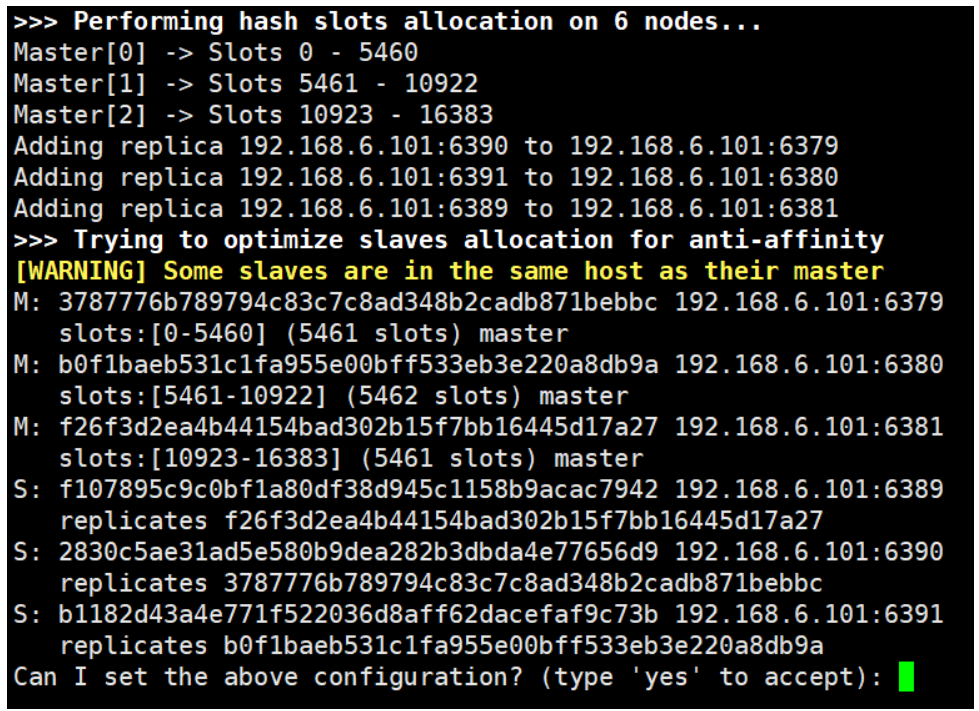 >>> Performing hash slots allocation on 6 nodes...
Master[0] -> Slots 0 - 5460
Master[1] -> Slots 5461 - 10922
Master[2] -> Slots 10923 - 16383
Adding replica 192.168.6.101:6390 to 192.168.6.101:6379
Adding replica 192.168.6.101:6391 to 192.168.6.101:6380
Adding replica 192.168.6.101:6389 to 192.168.6.101:6381
>>> Trying to optimize slaves allocation for anti-affinity
[WARNING] Some slaves are in the same host as their master
M: 3787776b789794c83c7c8ad348b2cadb871bebbc 192.168.6.101:6379
   slots:[0-5460] (5461 slots) master
M: b0f1baeb531c1fa955e00bff533eb3e220a8db9a 192.168.6.101:6380
   slots:[5461-10922] (5462 slots) master
M: f26f3d2ea4b44154bad302b15f7bb16445d17a27 192.168.6.101:6381
   slots:[10923-16383] (5461 slots) master
S: f107895c9c0bf1a80df38d945c1158b9acac7942 192.168.6.101:6389
   replicates f26f3d2ea4b44154bad302b15f7bb16445d17a27
S: 2830c5ae31ad5e580b9dea282b3dbda4e77656d9 192.168.6.101:6390
   replicates 3787776b789794c83c7c8ad348b2cadb871bebbc
S: b1182d43a4e771f522036d8aff62dacefaf9c73b 192.168.6.101:6391
   replicates b0f1baeb531c1fa955e00bff533eb3e220a8db9a
Can I set the above configuration? (type 'yes' to accept):